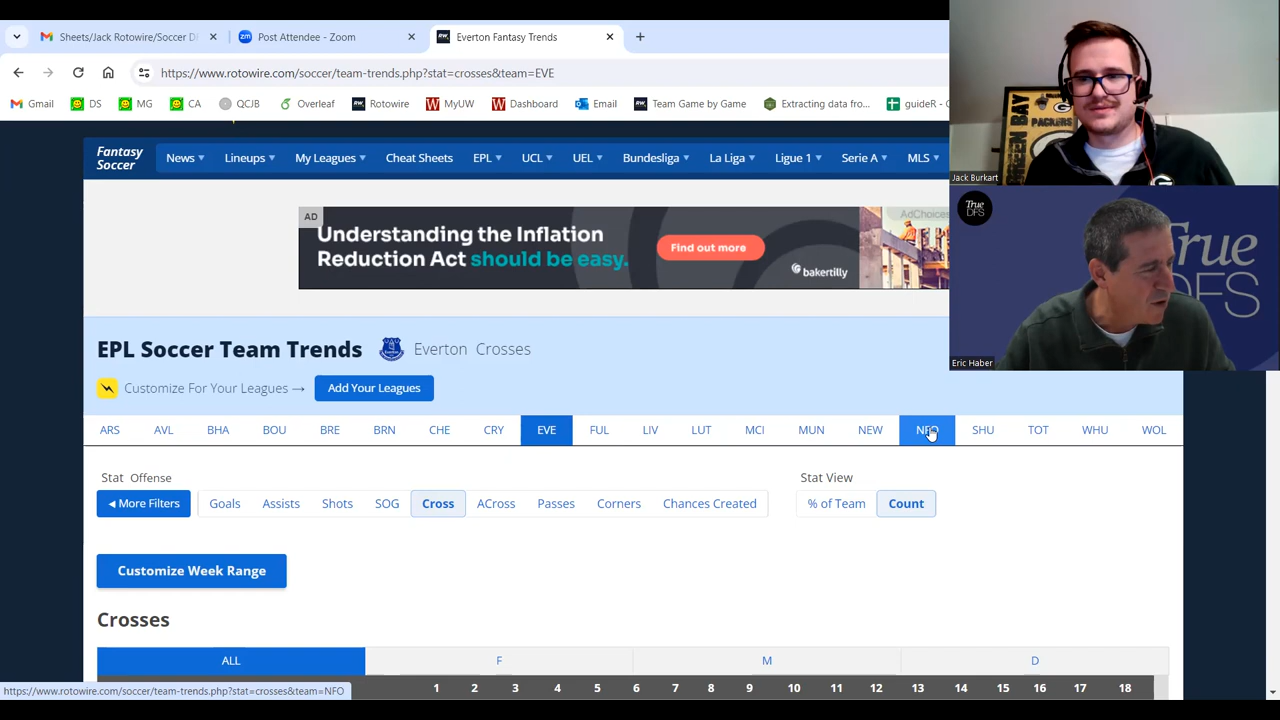 Sheets/Jack Rotowire/Soccer D
Post Attendee - Zoom
Everton Fantasy Trends
https://www.rotowire.com/soccer/team-trends.php?stat=crosses&team=EVE
Gmail DS MG CA QCJB Overleaf Rotowire MyUW Dashboard Email Team Game by Game Extracting data fro... guideR - G
PACKERS
GREEN BAY
G
Jack Burkart
True
DFS
True
DFS
Eric Haber
Fantasy
Soccer
News Lineups My Leagues Cheat Sheets EPL UCL UEL Bundesliga La Liga Ligue 1 Serie A MLS
AD
AdChoices
Understanding the Inflation
Reduction Act should be easy.
Find out more
bakertilly
EPL Soccer Team Trends Everton Crosses
Customize For Your Leagues → Add Your Leagues
ARS AVL BHA BOU BRE BRN CHE CRY EVE FUL LIV LUT MCI MUN NEW NFO SHU TOT WHU WOL
Stat Offense
Stat View
More Filters Goals Assists Shots SOG Cross ACross Passes Corners Chances Created
% of Team Count
Customize Week Range
Crosses
ALL F M D
1 2 3 4 5 6 7 8 9 10 11 12 13 14 15 16 17 18
https://www.rotowire.com/soccer/team-trends.php?stat=crosses&team=NFO